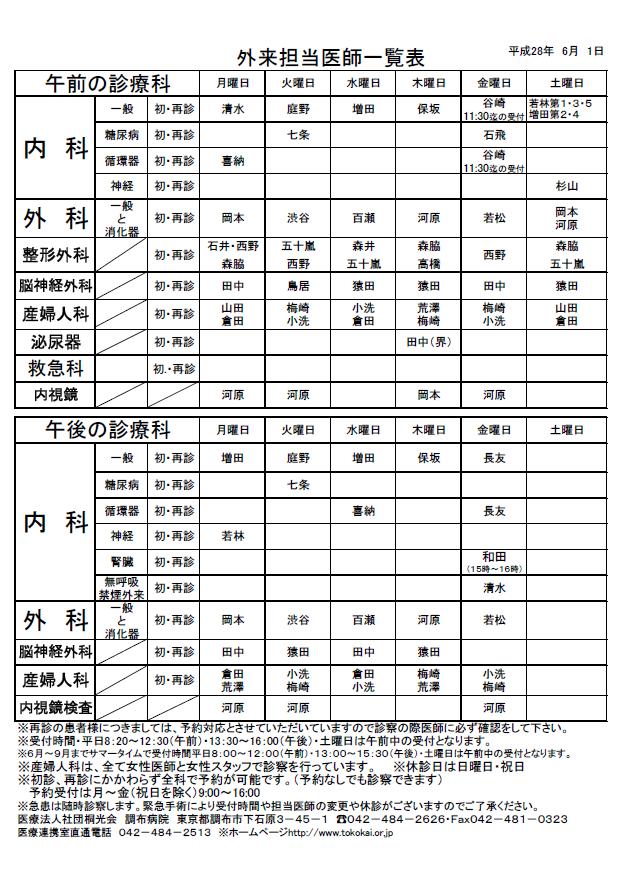 外来担当医師一覧表
平成28年 6月 1日
午前の診療科 月曜日 火曜日 水曜日 木曜日 金曜日 土曜日
内 科 一般 初・再診 清水 庭野 増田 保坂 谷崎 11:30迄の受付 若林第1・3・5 増田第2・4
糖尿病 初・再診 七条 石飛
循環器 初・再診 喜納 谷崎 11:30迄の受付
神経 初・再診 杉山
外 科 一般と消化器 初・再診 岡本 渋谷 百瀬 河原 若松 岡本 河原
整形外科 初・再診 石井・西野 森脇 五十嵐 西野 森井 五十嵐 森脇 高橋 西野 森脇 五十嵐
脳神経外科 初・再診 田中 鳥居 猿田 猿田 田中 猿田
産婦人科 初・再診 山田 倉田 梅崎 小洗 小洗 倉田 荒澤 梅崎 梅崎 小洗 山田 倉田
泌尿器 初・再診 田中(界)
救急科 初.・再診
内視鏡 河原 河原 岡本 河原
午後の診療科 月曜日 火曜日 水曜日 木曜日 金曜日 土曜日
内 科 一般 初・再診 増田 庭野 増田 保坂 長友
糖尿病 初・再診 七条
循環器 初・再診 喜納 長友
神経 初・再診 若林
腎臓 初・再診 和田 (15時～16時)
無呼吸 禁煙外来 初・再診 清水
外 科 一般と消化器 初・再診 岡本 渋谷 百瀬 河原 若松
脳神経外科 初・再診 田中 猿田 田中 猿田
産婦人科 初・再診 倉田 荒澤 小洗 梅崎 倉田 小洗 梅崎 荒澤 小洗 梅崎
内視鏡検査 河原 河原 河原
※再診の患者様につきましては、予約対応とさせていただいていますので診察の際医師に必ず確認をして下さい。
※受付時間・平日8:20～12:30(午前)・13:30～16:00(午後)・土曜日は午前中の受付となります。
※6月～9月までサマータイムで受付時間平日8:00～12:00(午前)・13:00～15:30(午後)・土曜日は午前中の受付となります。
※産婦人科は、全て女性医師と女性スタッフで診察を行っています。 ※休診日は日曜日・祝日
※初診、再診にかかわらず全科で予約が可能です。(予約なしでも診察できます)
予約受付は月～金(祝日を除く)9:00～16:00
※急患は随時診察します。緊急手術により受付時間や担当医師の変更や休診がございますのでご了承ください。
医療法人社団桐光会 調布病院 東京都調布市下石原3－45－1 ☎042－484－2626・Fax042－481－0323
医療連携室直通電話 042－484－2513 ※ホームページhttp://www.tokokai.or.jp